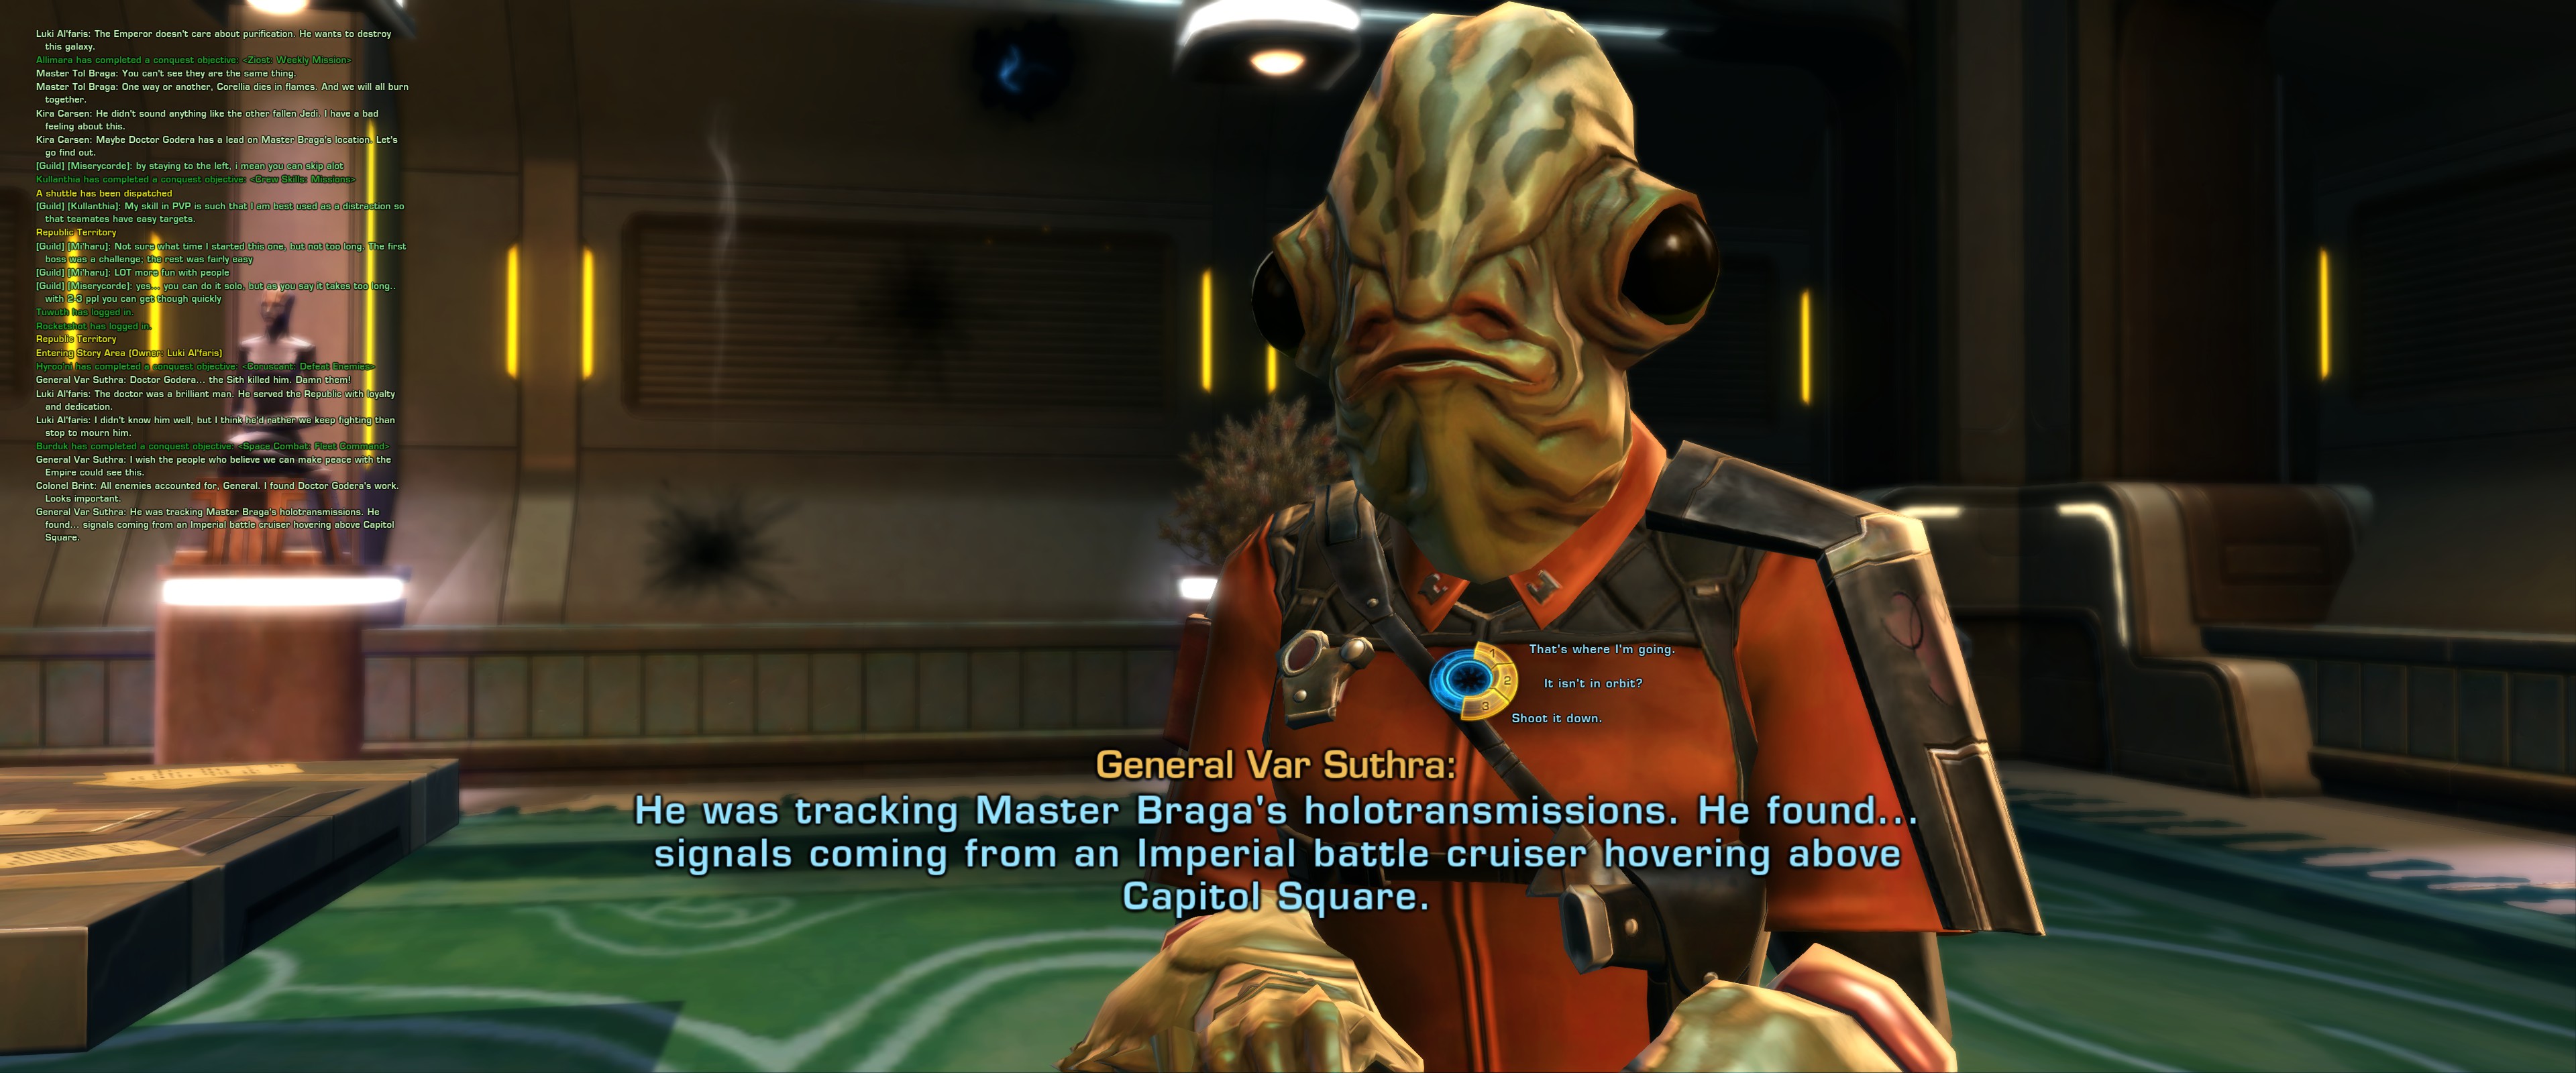 Luki Al'faris: The Emperor doesn't care about purification. He wants to destroy
this galaxy.
Allimara has completed a conquest objective: <Ziost: Weekly Mission>
Master Tol Braga: You can't see they are the same thing.
Master Tol Braga: One way or another, Corellia dies in flames. And we will all burn
together.
Kira Carsen: He didn't sound anything like the other fallen Jedi. I have a bad
feeling about this.
Kira Carsen: Maybe Doctor Godera has a lead on Master Braga's location. Let's
go find out.
[Guild] [Miserycorde]: by staying to the left, i mean you can skip alot
Kullanthia has completed a conquest objective: <Crew Skills: Missions>
A shuttle has been dispatched
[Guild] [Kullanthia]: My skill in PVP is such that I am best used as a distraction so
that teamates have easy targets.
Republic Territory
[Guild] [Mi'haru]: Not sure what time I started this one, but not too long. The first
boss was a challenge; the rest was fairly easy
[Guild] [Mi'haru]: LOT more fun with people
[Guild] [Miserycorde]: yes... you can do it solo, but as you say it takes too long..
with 2-3 ppl you can get though quickly
Tuwuth has logged in.
Rocketshot has logged in.
Republic Territory
Entering Story Area (Owner: Luki Al'faris)
Hyroo'ni has completed a conquest objective: <Coruscant: Defeat Enemies>
General Var Suthra: Doctor Godera... the Sith killed him. Damn them!
Luki Al'faris: The doctor was a brilliant man. He served the Republic with loyalty
and dedication.
Luki Al'faris: I didn't know him well, but I think he'd rather we keep fighting than
stop to mourn him.
Burduk has completed a conquest objective: <Space Combat: Fleet Command>
General Var Suthra: I wish the people who believe we can make peace with the
Empire could see this.
Colonel Brint: All enemies accounted for, General. I found Doctor Godera's work.
Looks important.
General Var Suthra: He was tracking Master Braga's holotransmissions. He
found... signals coming from an Imperial battle cruiser hovering above Capitol
Square.
1 That's where I'm going.
2 It isn't in orbit?
3 Shoot it down.
General Var Suthra:
He was tracking Master Braga's holotransmissions. He found...
signals coming from an Imperial battle cruiser hovering above
Capitol Square.